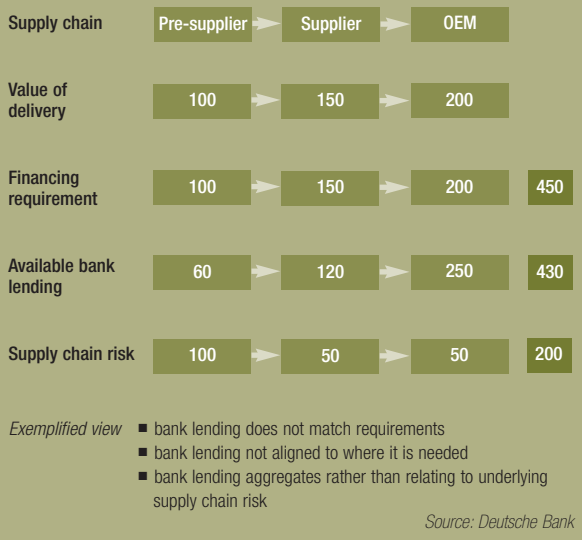 Supply chain Pre-supplier Supplier OEM
Value of
delivery
100 150 200
Financing
requirement
100 150 200 450
Available bank
lending
60 120 250 430
Supply chain risk 100 50 50 200
Exemplified view ■ bank lending does not match requirements
■ bank lending not aligned to where it is needed
■ bank lending aggregates rather than relating to underlying
supply chain risk
Source: Deutsche Bank